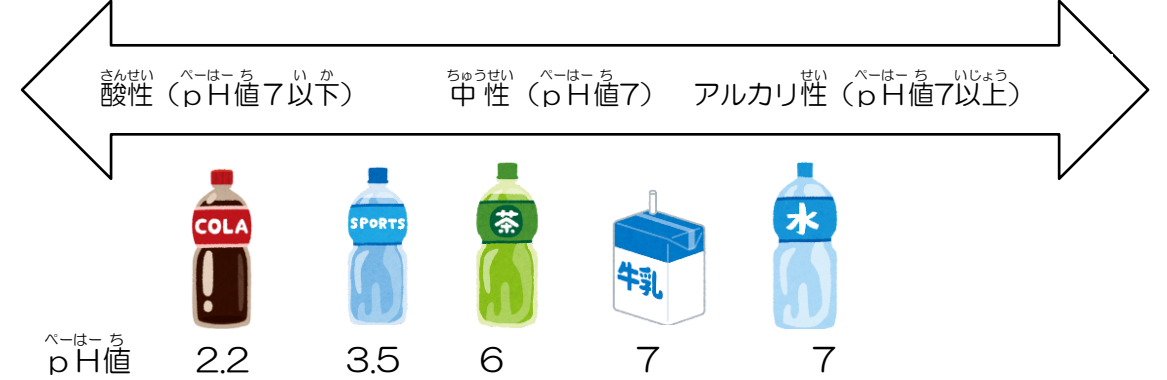 さんせい ぺーはー ち い か ちゅうせい ぺーはー ち せい ぺーはー ち いじょう
酸性（pH値7以下） 中性（pH値7） アルカリ性（pH値7以上）
COLA SPORTS 茶 牛乳 水
ぺーはー ち
pH値 2.2 3.5 6 7 7